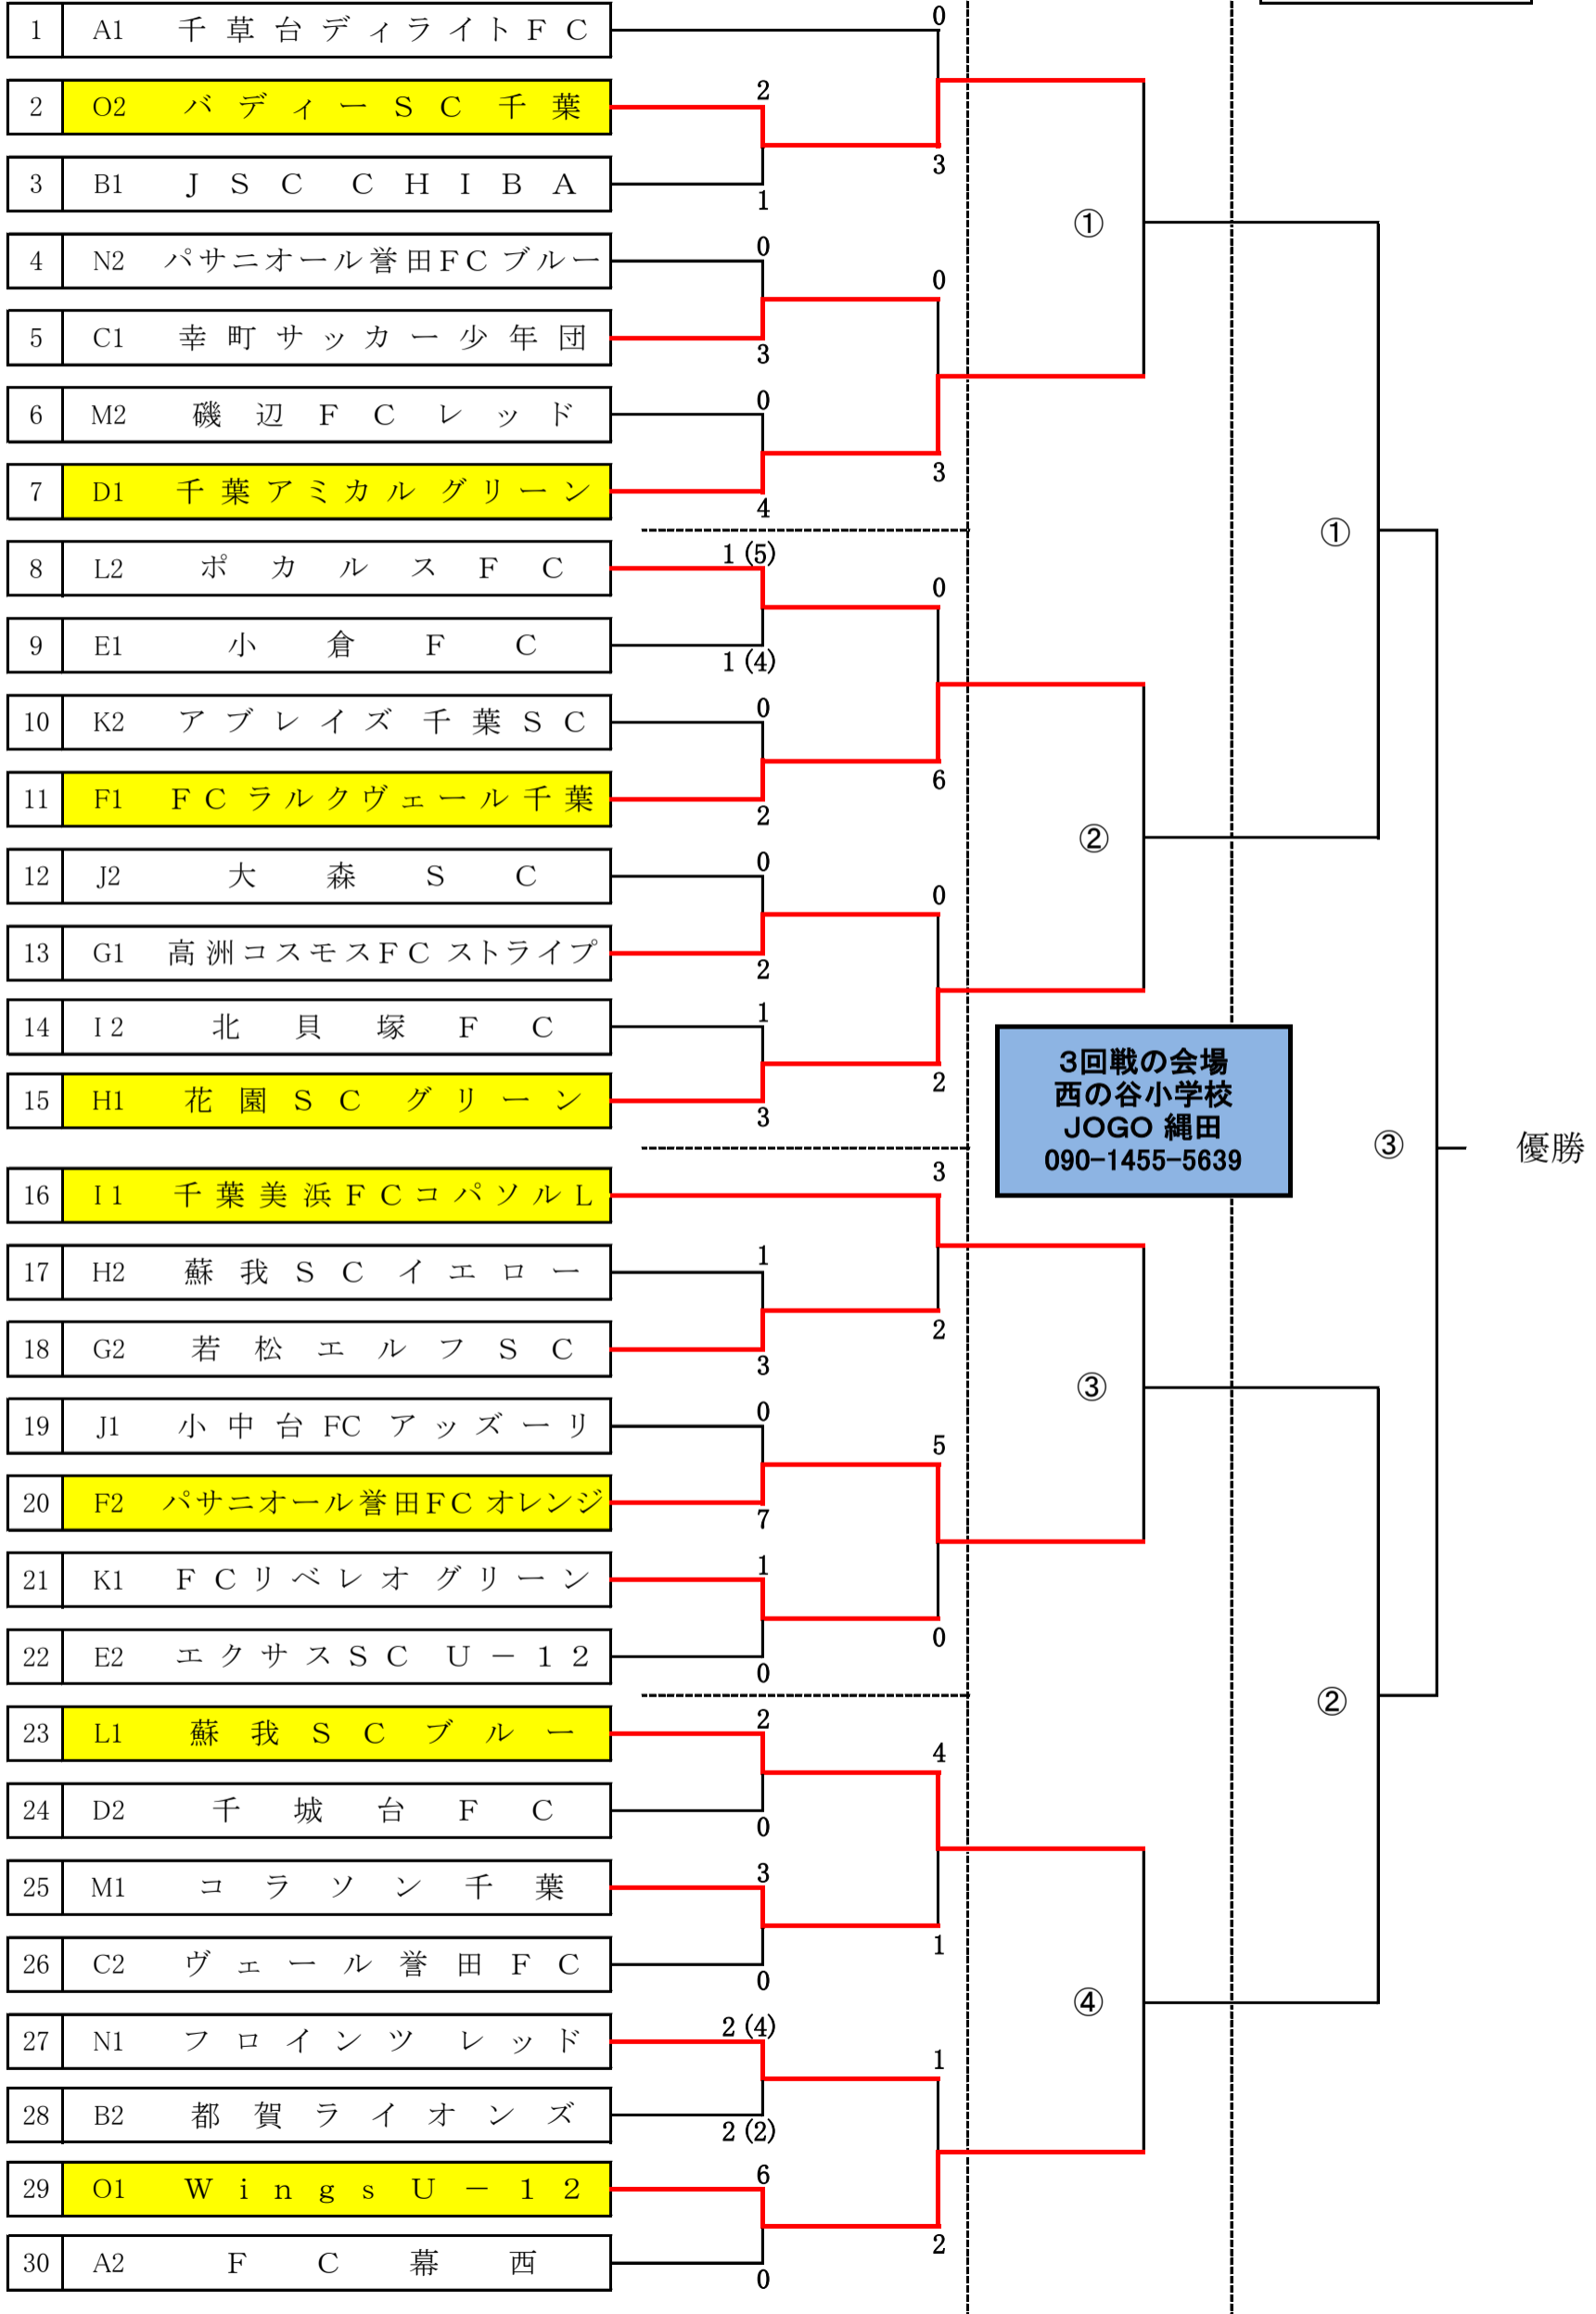 0
1 A1 千草台ディライトFC
2
2 O2 バディーSC千葉
3
3 B1 JSC CHIBA
1
①
4 N2 パサニオール誉田FCブルー
0
0
5 C1 幸町サッカー少年団
3
6 M2 磯辺FCレッド
0
3
7 D1 千葉アミカルグリーン
4
①
8 L2 ポカルスFC
1 (5)
0
9 E1 小倉FC
1 (4)
10 K2 アブレイズ千葉SC
0
6
11 F1 FCラルクヴェール千葉
2
②
12 J2 大森SC
0
0
13 G1 高洲コスモスFCストライプ
2
14 I2 北貝塚FC
1
2
15 H1 花園SCグリーン
3
3回戦の会場
西の谷小学校
JOGO 縄田
090-1455-5639
③ 優勝
16 I1 千葉美浜FCコパソルL
3
17 H2 蘇我SCイエロー
1
2
18 G2 若松エルフSC
3
③
19 J1 小中台FCアッズーリ
0
5
20 F2 パサニオール誉田FCオレンジ
7
21 K1 FCリベレオグリーン
1
0
22 E2 エクサスSC U-12
0
②
23 L1 蘇我SCブルー
2
4
24 D2 千城台FC
0
25 M1 コラソン千葉
3
1
26 C2 ヴェール誉田FC
0
④
27 N1 フロインツ レッド
2 (4)
1
28 B2 都賀ライオンズ
2 (2)
29 O1 WingsU-12
6
2
30 A2 FC幕西
0